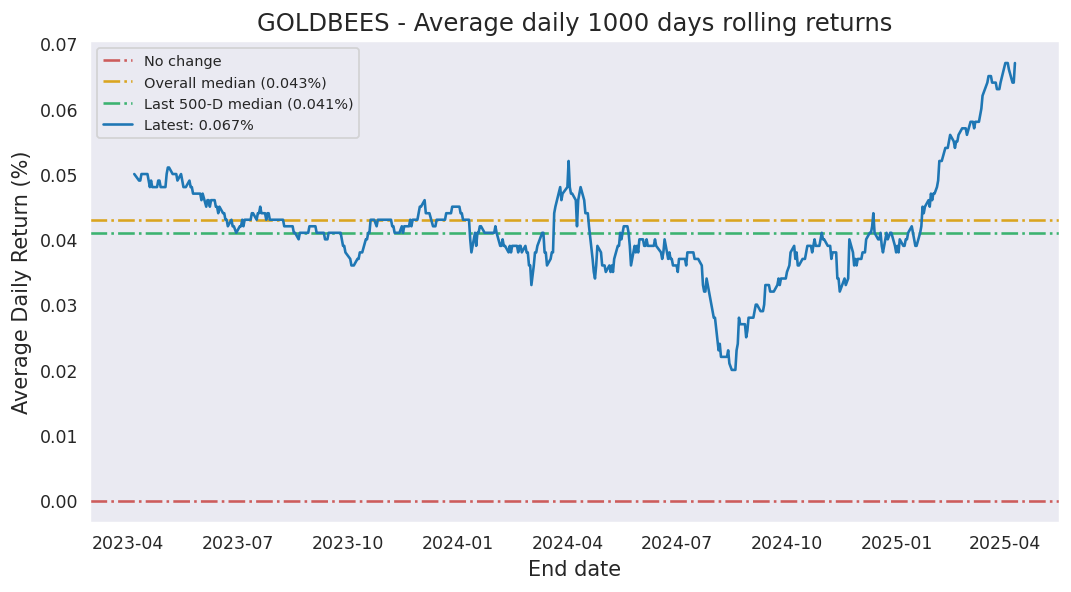 GOLDBEES - Average daily 1000 days rolling returns
0.07
0.06
0.05
0.04
0.03
0.02
0.01
0.00
Average Daily Return (%)
No change
Overall median (0.043%)
Last 500-D median (0.041%)
Latest: 0.067%
2023-04 2023-07 2023-10 2024-01 2024-04 2024-07 2024-10 2025-01 2025-04
End date